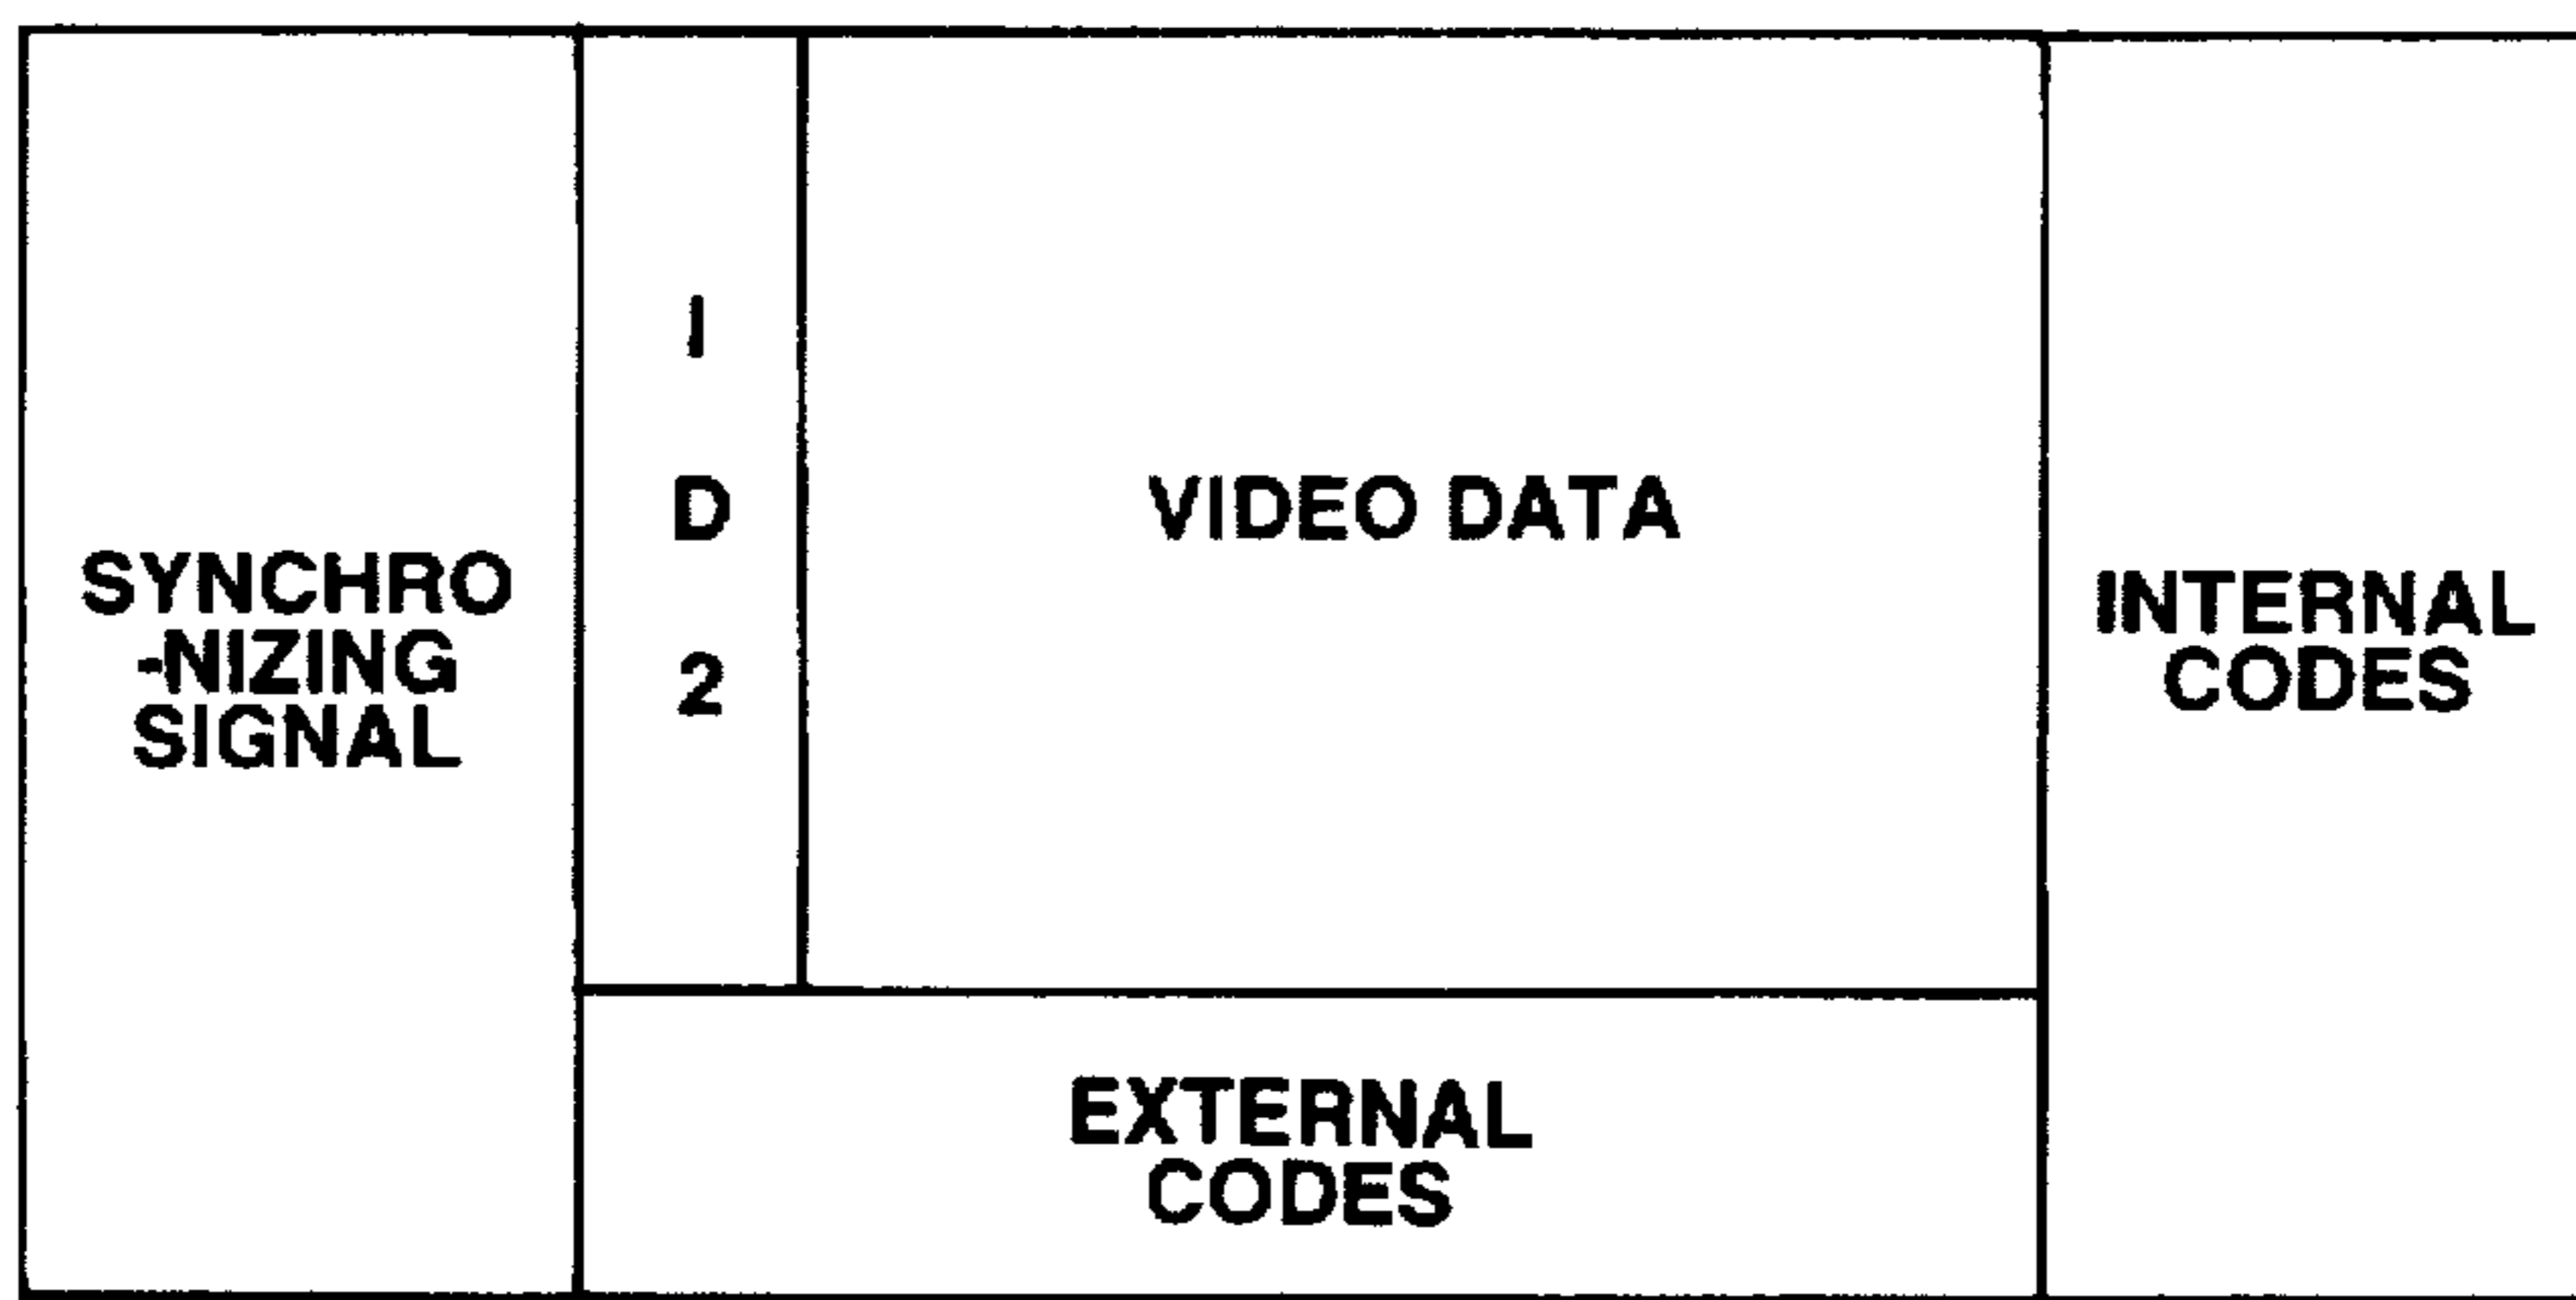 SYNCHRO
-NIZING
SIGNAL
I
D
2
VIDEO DATA
EXTERNAL
CODES
INTERNAL
CODES